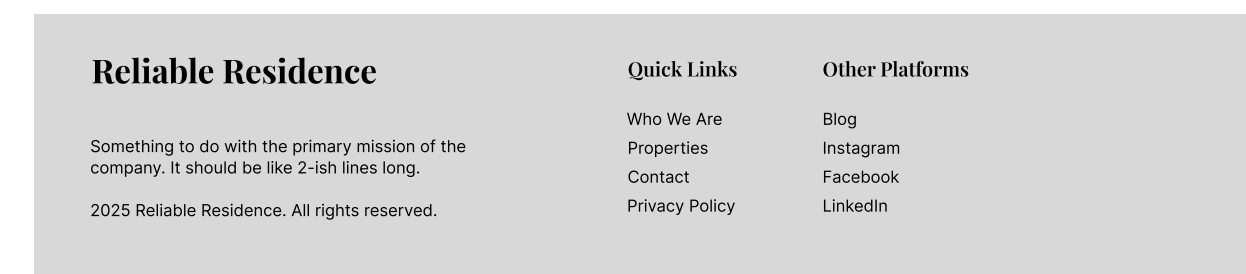 Reliable Residence
Something to do with the primary mission of the
company. It should be like 2-ish lines long.
2025 Reliable Residence. All rights reserved.
Quick Links
Who We Are
Properties
Contact
Privacy Policy
Other Platforms
Blog
Instagram
Facebook
LinkedIn